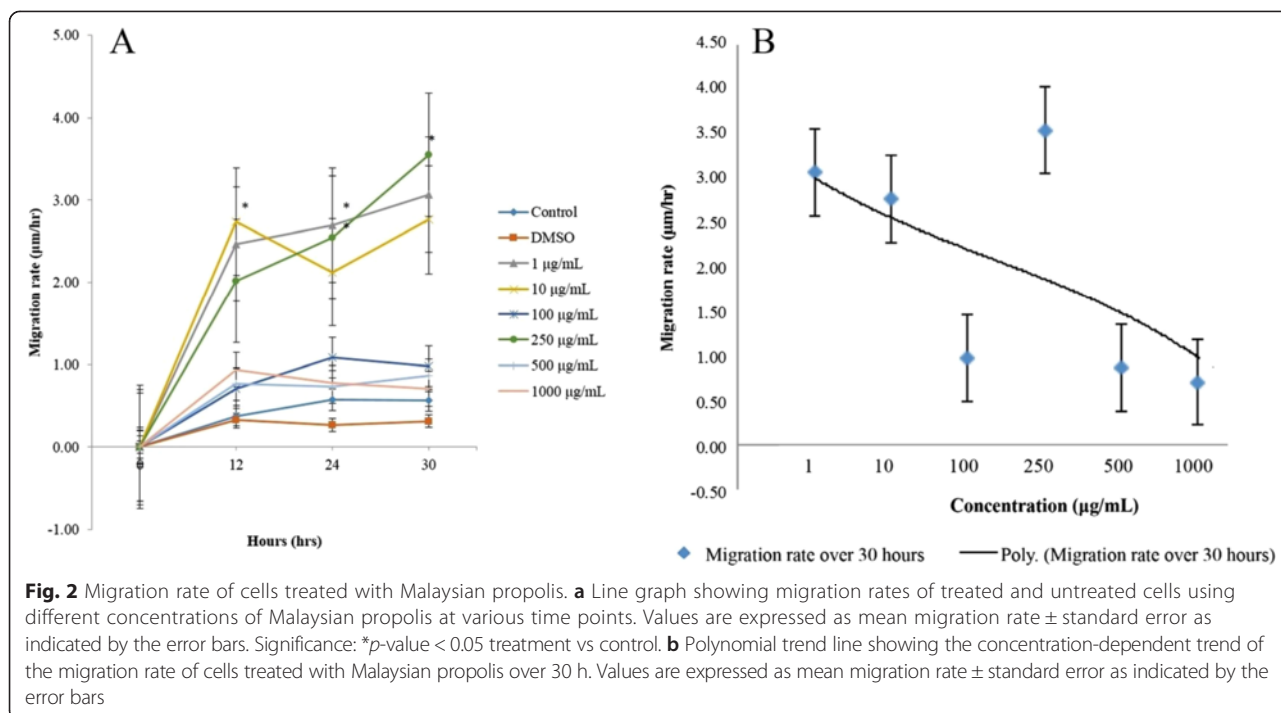 A
5.00
4.00
3.00
2.00
1.00
0.00
-1.00
Migration rate (µm/hr)
*
*
*
*
0
12
24
30
Hours (hrs)
Control
DMSO
1 µg/mL
10 µg/mL
100 µg/mL
250 µg/mL
500 µg/mL
1000 µg/mL
B
4.50
4.00
3.50
3.00
2.50
2.00
1.50
1.00
0.50
0.00
-0.50
Migration rate (µm/hr)
1
10
100
250
500
1000
Concentration (µg/mL)
Migration rate over 30 hours
Poly. (Migration rate over 30 hours)
Fig. 2 Migration rate of cells treated with Malaysian propolis. a Line graph showing migration rates of treated and untreated cells using
different concentrations of Malaysian propolis at various time points. Values are expressed as mean migration rate ± standard error as
indicated by the error bars. Significance: *p-value < 0.05 treatment vs control. b Polynomial trend line showing the concentration-dependent trend of
the migration rate of cells treated with Malaysian propolis over 30 h. Values are expressed as mean migration rate ± standard error as indicated by the
error bars